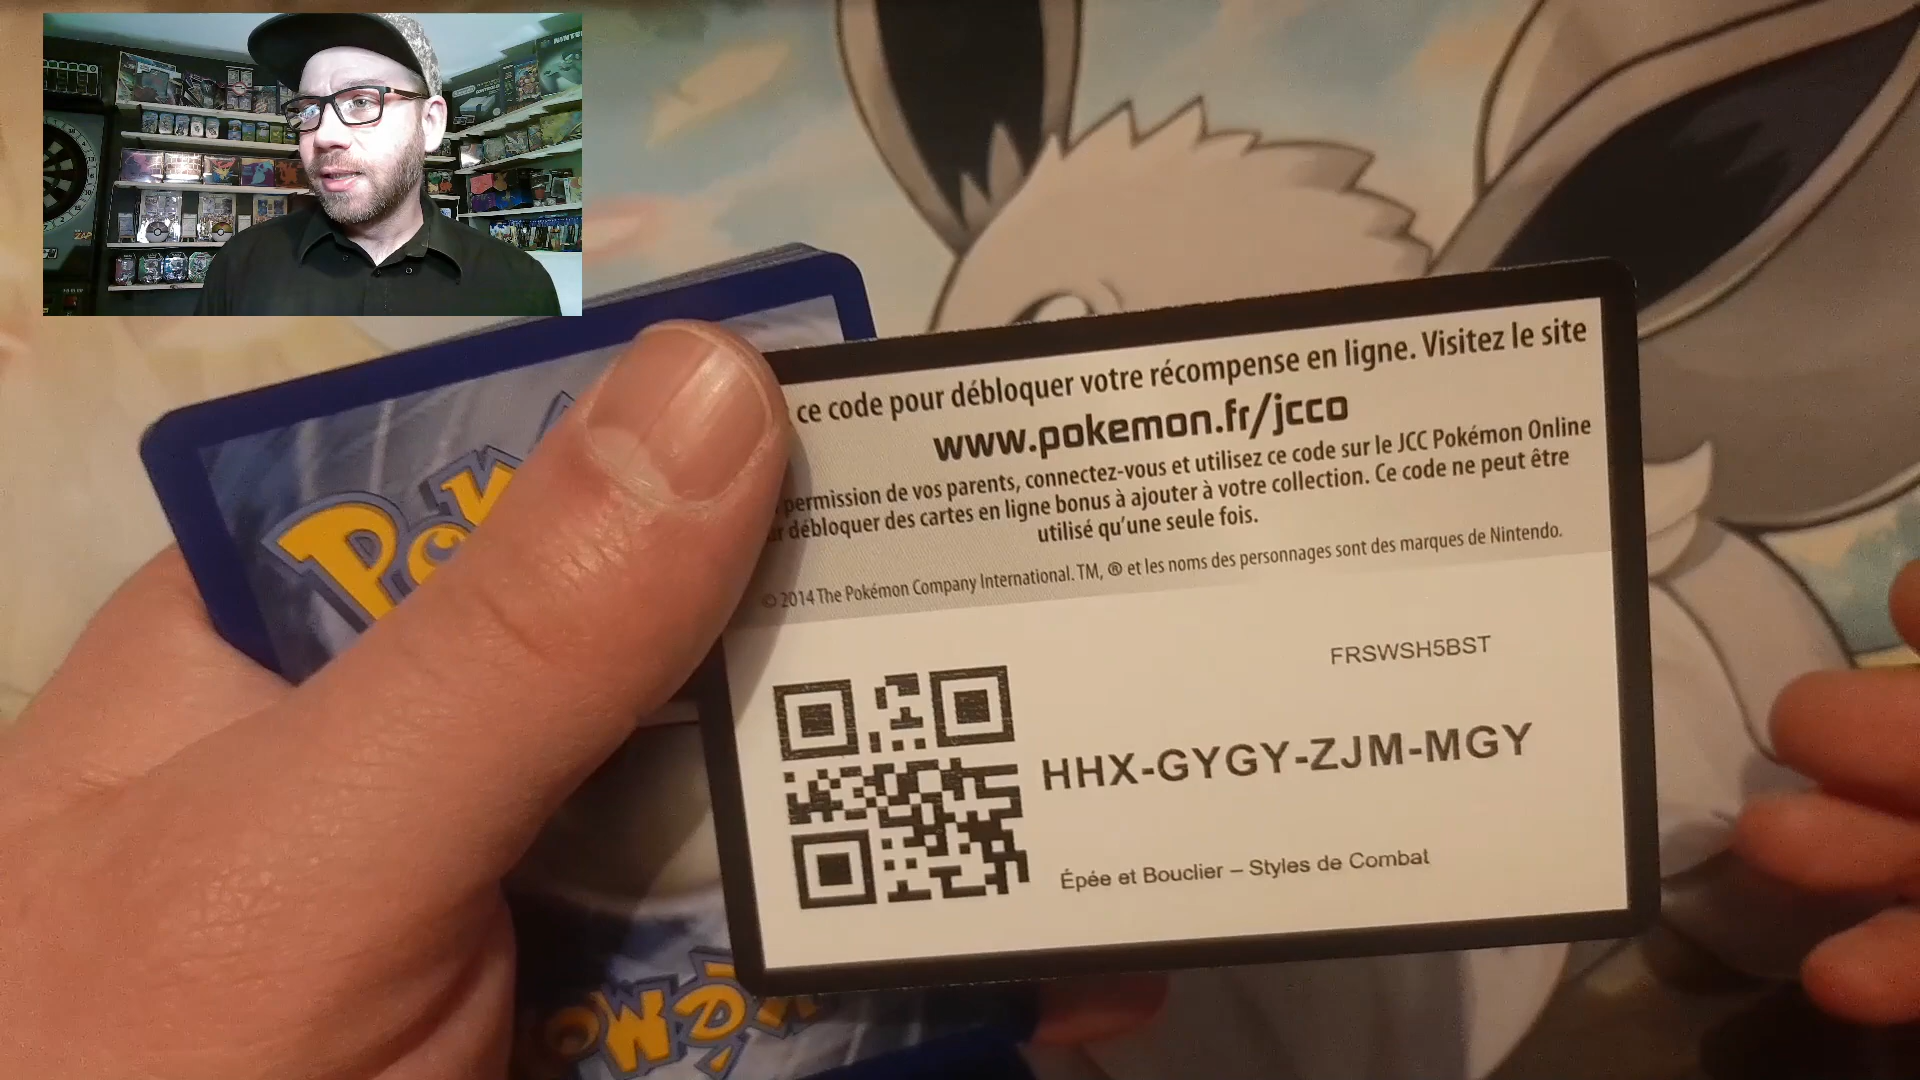 ce code pour débloquer votre récompense en ligne. Visitez le site
www.pokemon.fr/jcco
permission de vos parents, connectez-vous et utilisez ce code sur le JCC Pokémon Online
débloquer des cartes en ligne bonus à ajouter à votre collection. Ce code ne peut être
utilisé qu'une seule fois.
© 2014 The Pokémon Company International. TM, ® et les noms des personnages sont des marques de Nintendo.
FRSWSH5BST
HHX-GYGY-ZJM-MGY
Épée et Bouclier – Styles de Combat